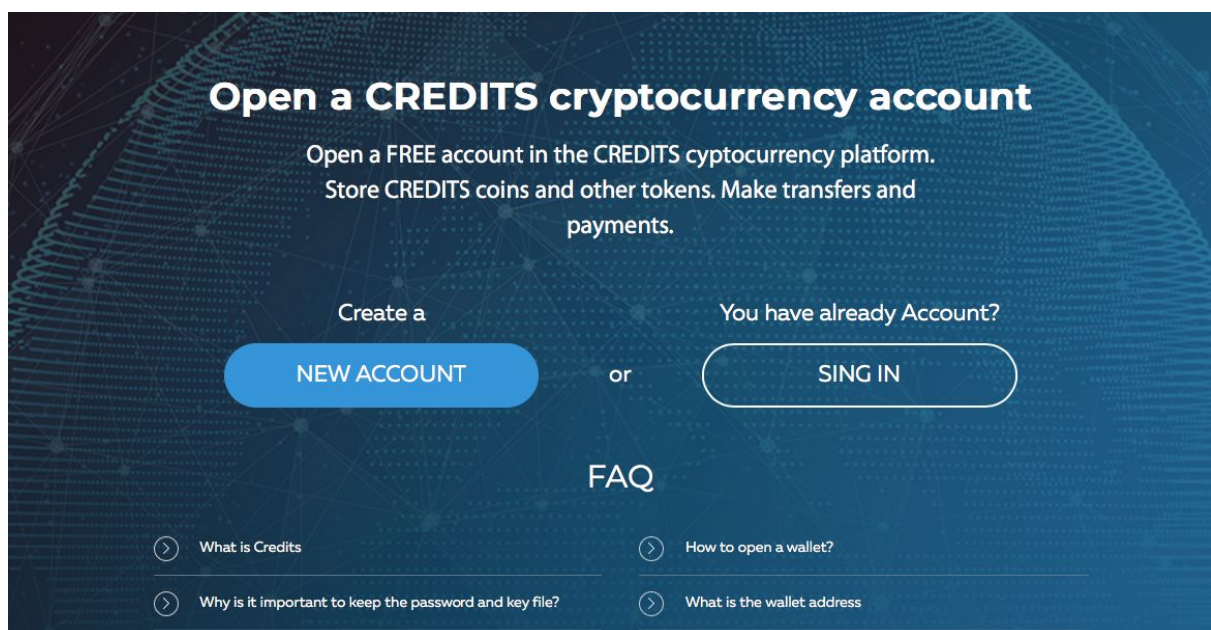 Open a CREDITS cryptocurrency account
Open a FREE account in the CREDITS cyptocurrency platform.
Store CREDITS coins and other tokens. Make transfers and
payments.
Create a
You have already Account?
NEW ACCOUNT
or
SING IN
FAQ
What is Credits
How to open a wallet?
Why is it important to keep the password and key file?
What is the wallet address